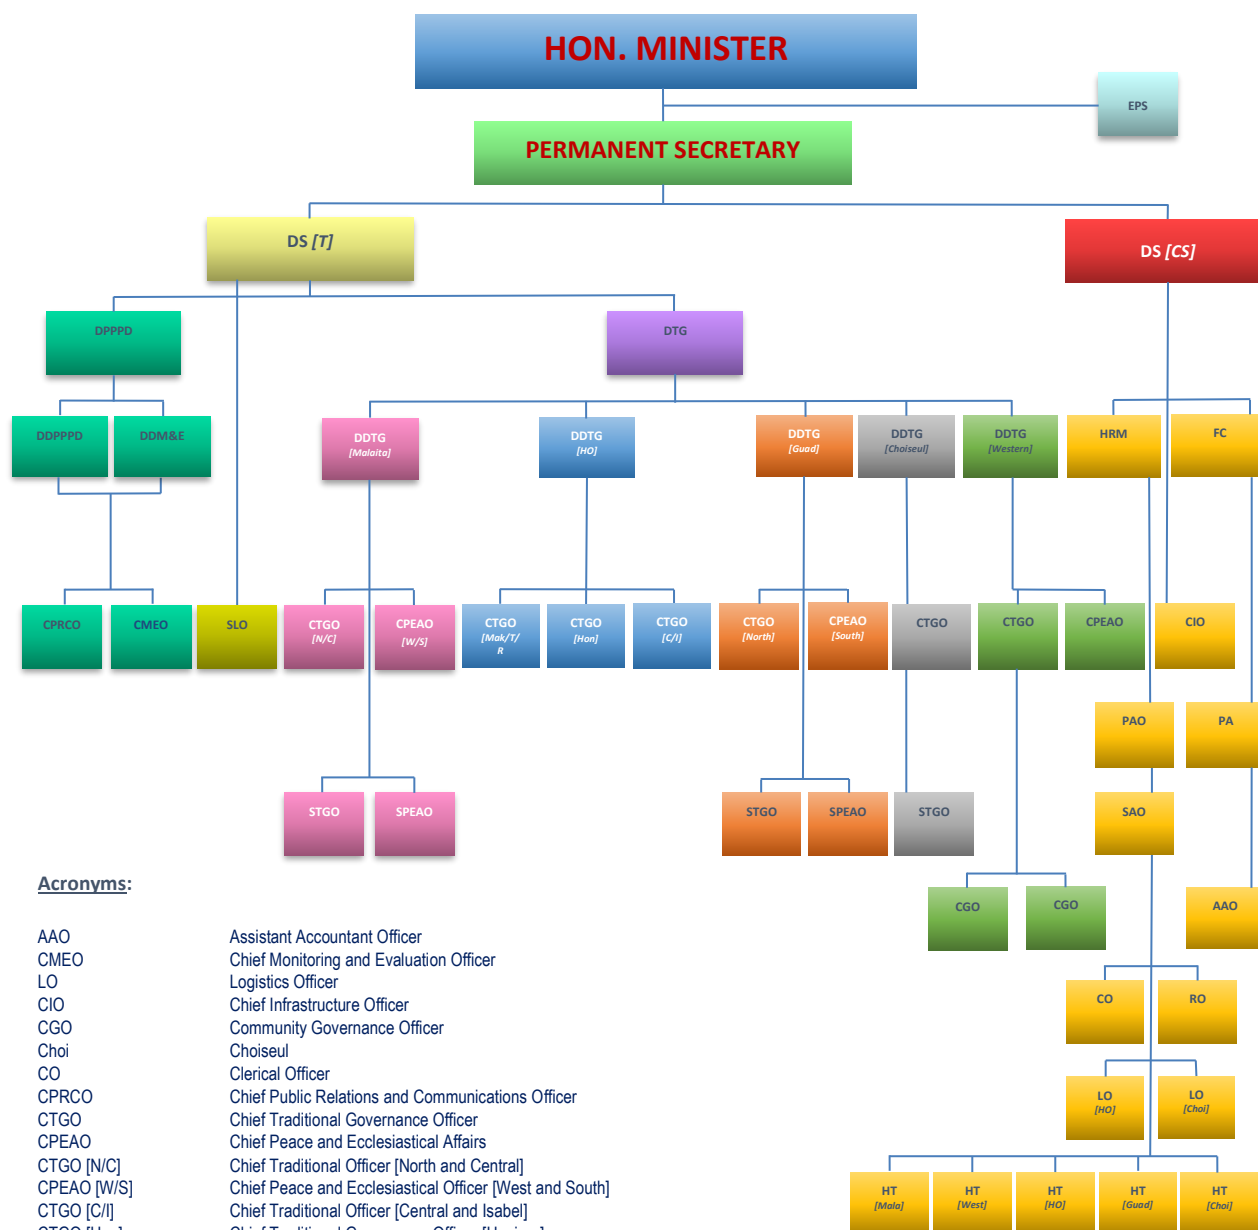 HON. MINISTER
EPS
PERMANENT SECRETARY
DS [T]
DS [CS]
DPPPD
DTG
DDPPPD
DDM&E
DDTG
[Malaita]
DDTG
[HO]
DDTG
[Guad]
DDTG
[Choiseul]
DDTG
[Western]
HRM
FC
CPRCO
CMEO
SLO
CTGO
[N/C]
CPEAO
[W/S]
CTGO
[Mak/T/
R
CTGO
[Hon]
CTGO
[C/I]
CTGO
[North]
CPEAO
[South]
CTGO
CTGO
CPEAO
CIO
PAO
PA
STGO
SPEAO
STGO
SPEAO
STGO
SAO
CGO
CGO
AAO
CO
RO
LO
[HO]
LO
[Choi]
HT
[Mala]
HT
[West]
HT
[HO]
HT
[Guad]
HT
[Choi]
Acronyms:
AAO Assistant Accountant Officer
CMEO Chief Monitoring and Evaluation Officer
LO Logistics Officer
CIO Chief Infrastructure Officer
CGO Community Governance Officer
Choi Choiseul
CO Clerical Officer
CPRCO Chief Public Relations and Communications Officer
CTGO Chief Traditional Governance Officer
CPEAO Chief Peace and Ecclesiastical Affairs
CTGO [N/C] Chief Traditional Officer [North and Central]
CPEAO [W/S] Chief Peace and Ecclesiastical Officer [West and South]
CTGO [C/I] Chief Traditional Officer [Central and Isabel]